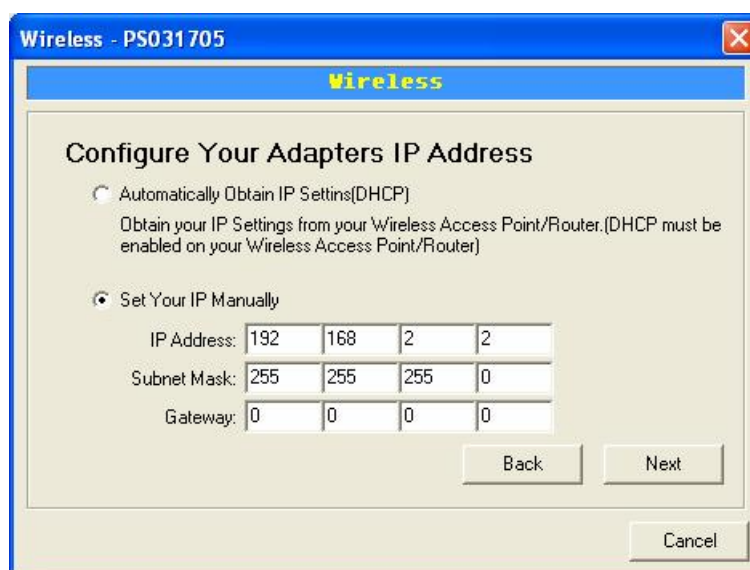 Wireless - PS031705
Wireless
Configure Your Adapters IP Address
Automatically Obtain IP Settins(DHCP)
Obtain your IP Settings from your Wireless Access Point/Router.(DHCP must be
enabled on your Wireless Access Point/Router)
Set Your IP Manually
IP Address: 192 168 2 2
Subnet Mask: 255 255 255 0
Gateway: 0 0 0 0
Back Next
Cancel